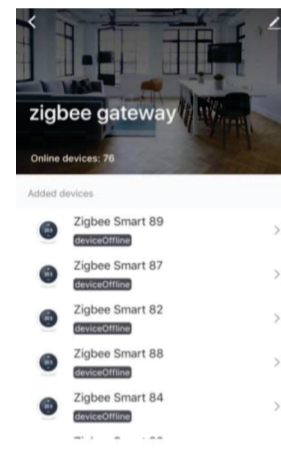 zigbee gateway
Online devices: 76
Added devices
Zigbee Smart 89
deviceOffline
Zigbee Smart 87
deviceOffline
Zigbee Smart 82
deviceOffline
Zigbee Smart 88
deviceOffline
Zigbee Smart 84
deviceOffline